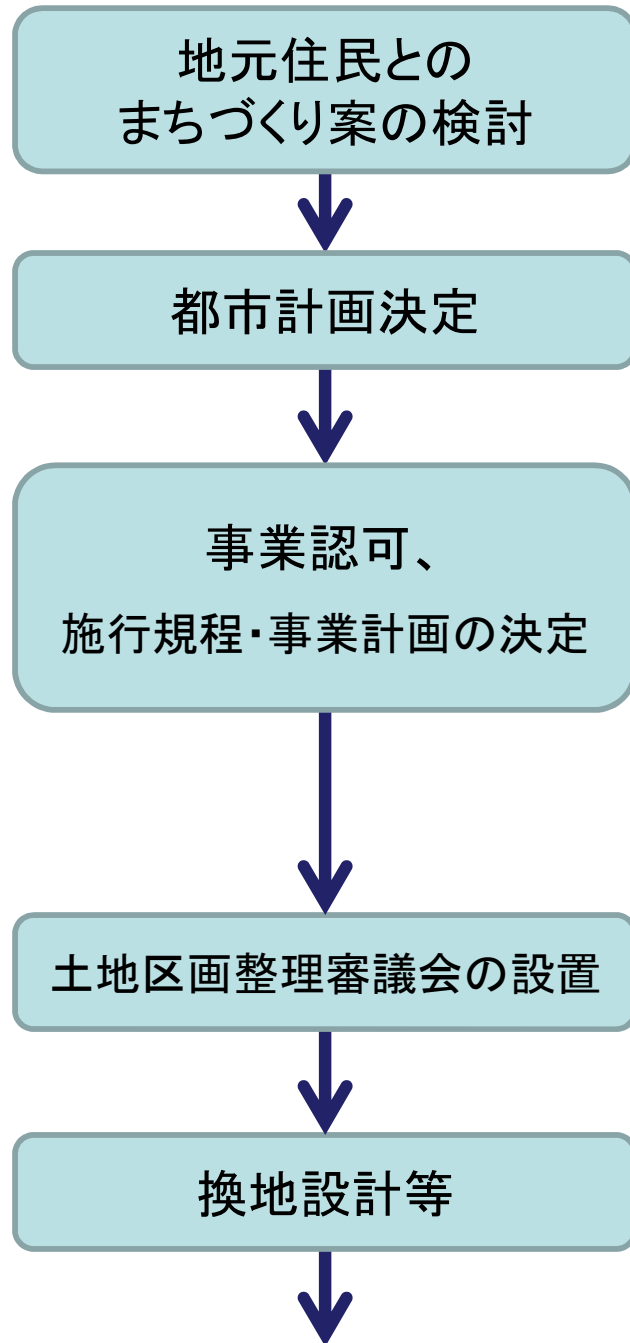 地元住民との
まちづくり案の検討
都市計画決定
事業認可、
施行規程・事業計画の決定
土地区画整理審議会の設置
換地設計等